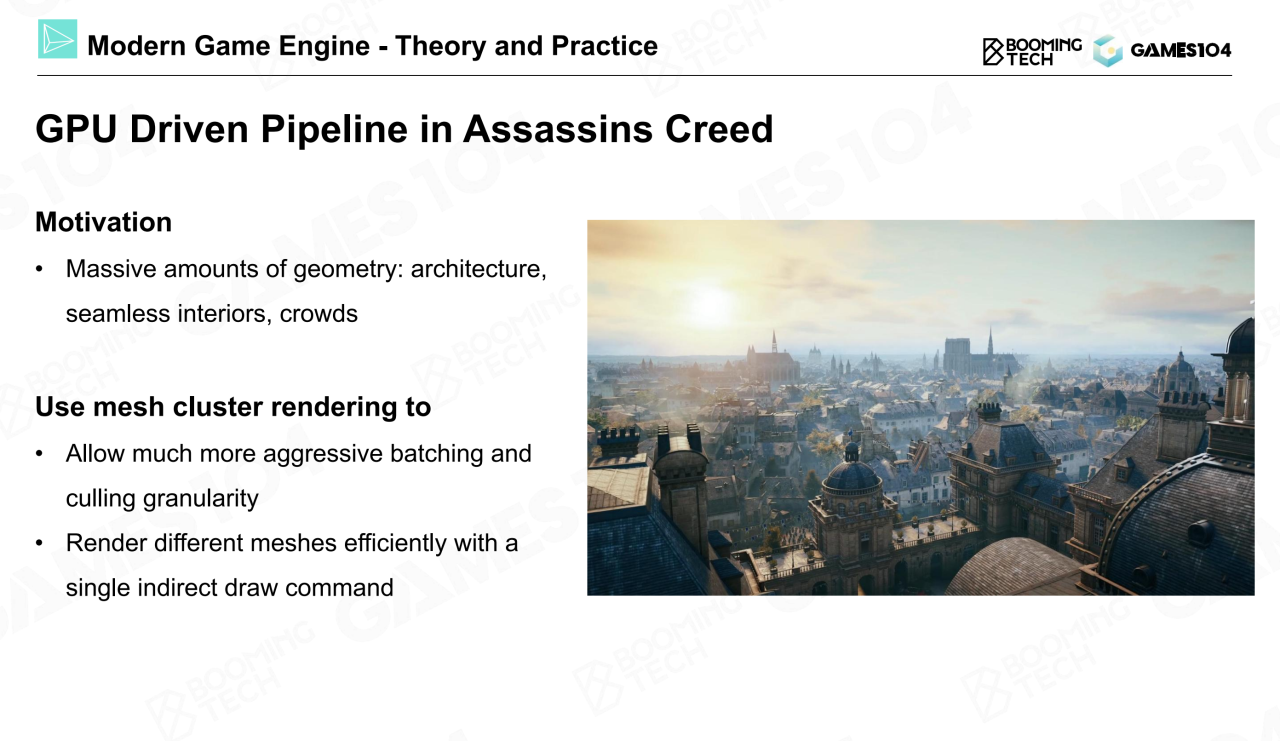 Modern Game Engine - Theory and Practice
BOOMING
TECH
GAMES104
GPU Driven Pipeline in Assassins Creed
Motivation
• Massive amounts of geometry: architecture,
seamless interiors, crowds
Use mesh cluster rendering to
• Allow much more aggressive batching and
culling granularity
• Render different meshes efficiently with a
single indirect draw command